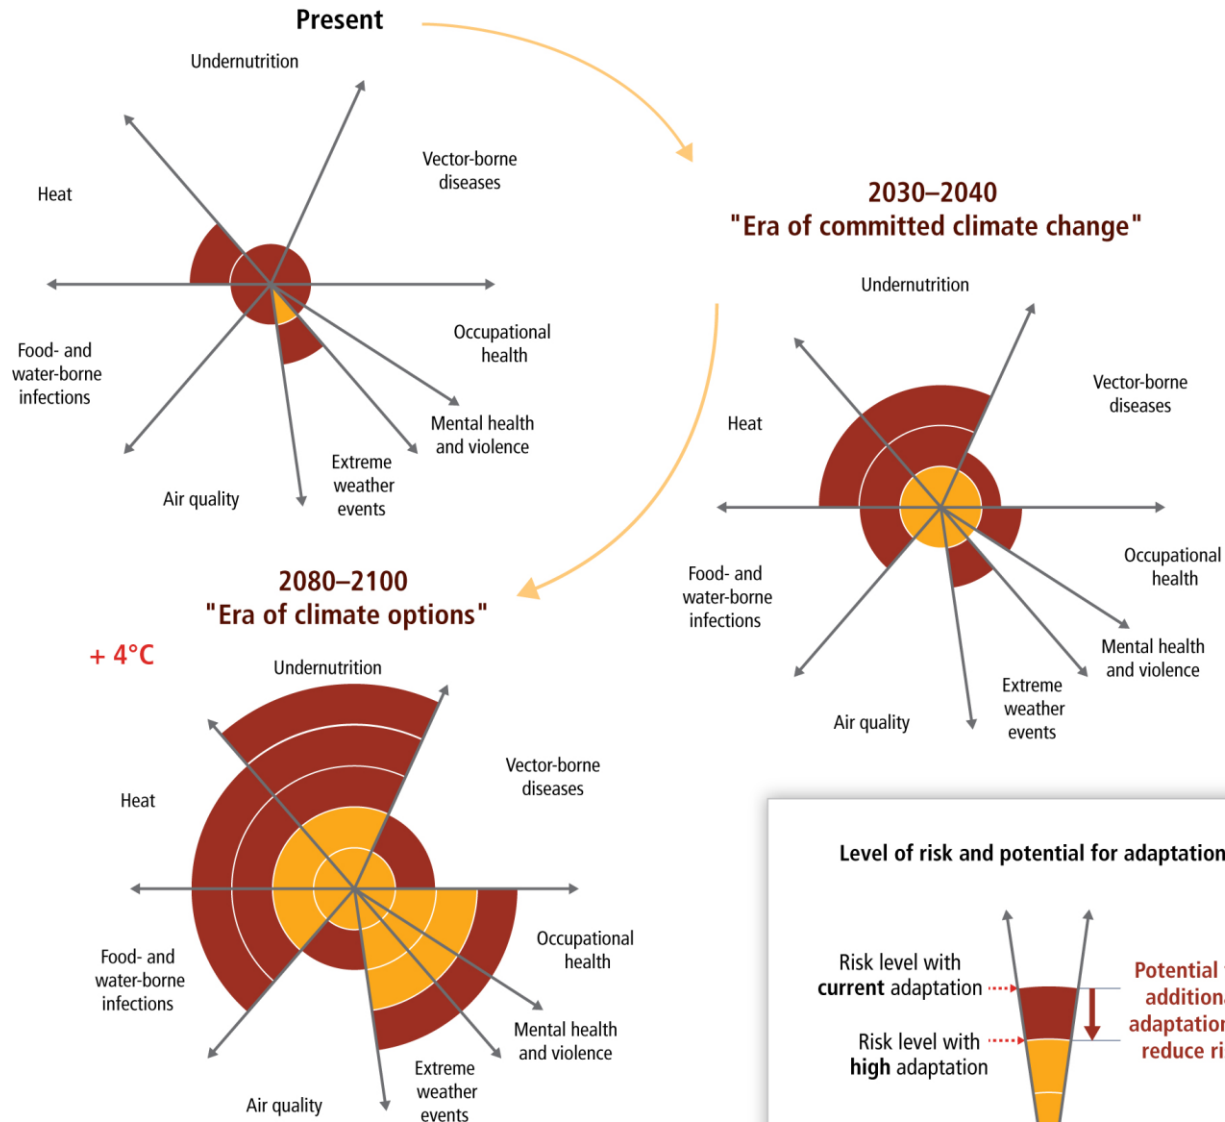 Present
Undernutrition
Vector-borne
diseases
Heat
Occupational
health
Food- and
water-borne
infections
Mental health
and violence
Extreme
weather
events
Air quality
2030–2040
"Era of committed climate change"
Undernutrition
Vector-borne
diseases
Heat
Occupational
health
Food- and
water-borne
infections
Mental health
and violence
Extreme
weather
events
Air quality
2080–2100
"Era of climate options"
+ 4°C
Undernutrition
Vector-borne
diseases
Heat
Occupational
health
Food- and
water-borne
infections
Mental health
and violence
Extreme
weather
events
Air quality
Level of risk and potential for adaptation
Risk level with
current adaptation
Risk level with
high adaptation
Potential
additional
adaptation
reduce